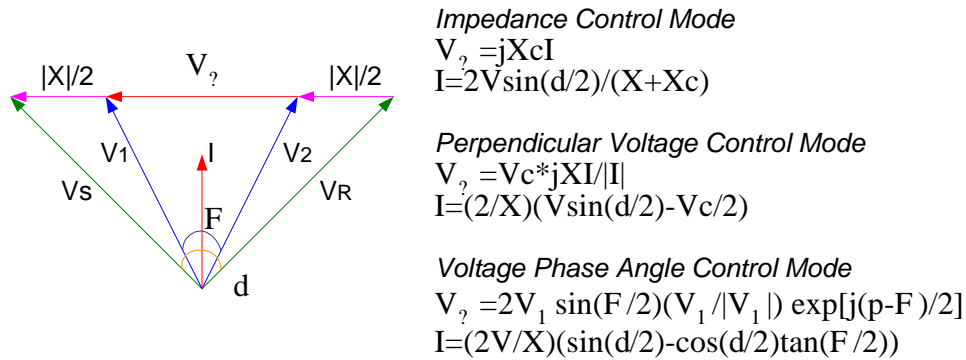 |X|/2
V?
|X|/2
V1
I
V2
Vs
VR
F
d
Impedance Control Mode
V? =jXcI
I=2Vsin(d/2)/(X+Xc)
Perpendicular Voltage Control Mode
V? =Vc*jXI/|I|
I=(2/X)(Vsin(d/2)-Vc/2)
Voltage Phase Angle Control Mode
V? =2V1 sin(F/2)(V1/|V1|) exp[j(p-F)/2]
I=(2V/X)(sin(d/2)-cos(d/2)tan(F/2))